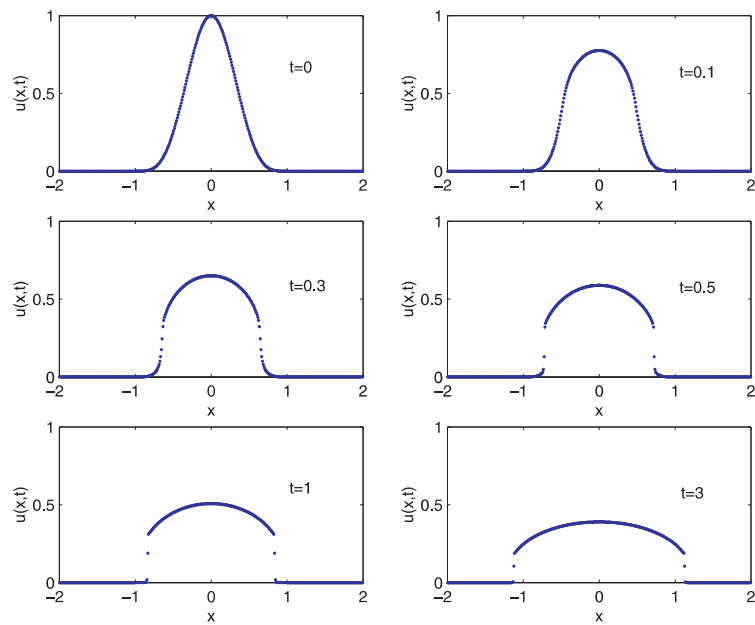 1
0.5
0
u(x,t)
t=0
−2 −1 0 1 2
x
1
0.5
0
u(x,t)
t=0.1
−2 −1 0 1 2
x
1
0.5
0
u(x,t)
t=0.3
−2 −1 0 1 2
x
1
0.5
0
u(x,t)
t=0.5
−2 −1 0 1 2
x
1
0.5
0
u(x,t)
t=1
−2 −1 0 1 2
x
1
0.5
0
u(x,t)
t=3
−2 −1 0 1 2
x